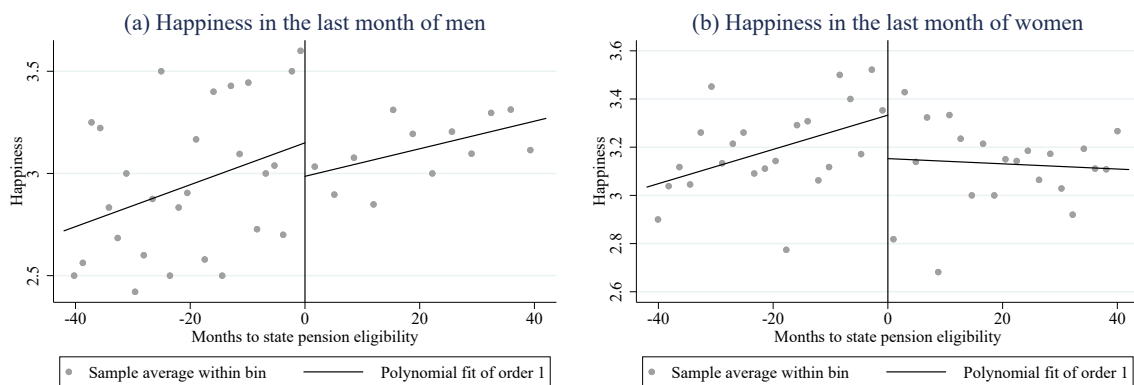 (a) Happiness in the last month of men
Happiness
3.5
3
2.5
-40 -20 0 20 40
Months to state pension eligibility
Sample average within bin Polynomial fit of order 1
(b) Happiness in the last month of women
Happiness
3.6
3.4
3.2
3
2.8
2.6
-40 -20 0 20 40
Months to state pension eligibility
Sample average within bin Polynomial fit of order 1